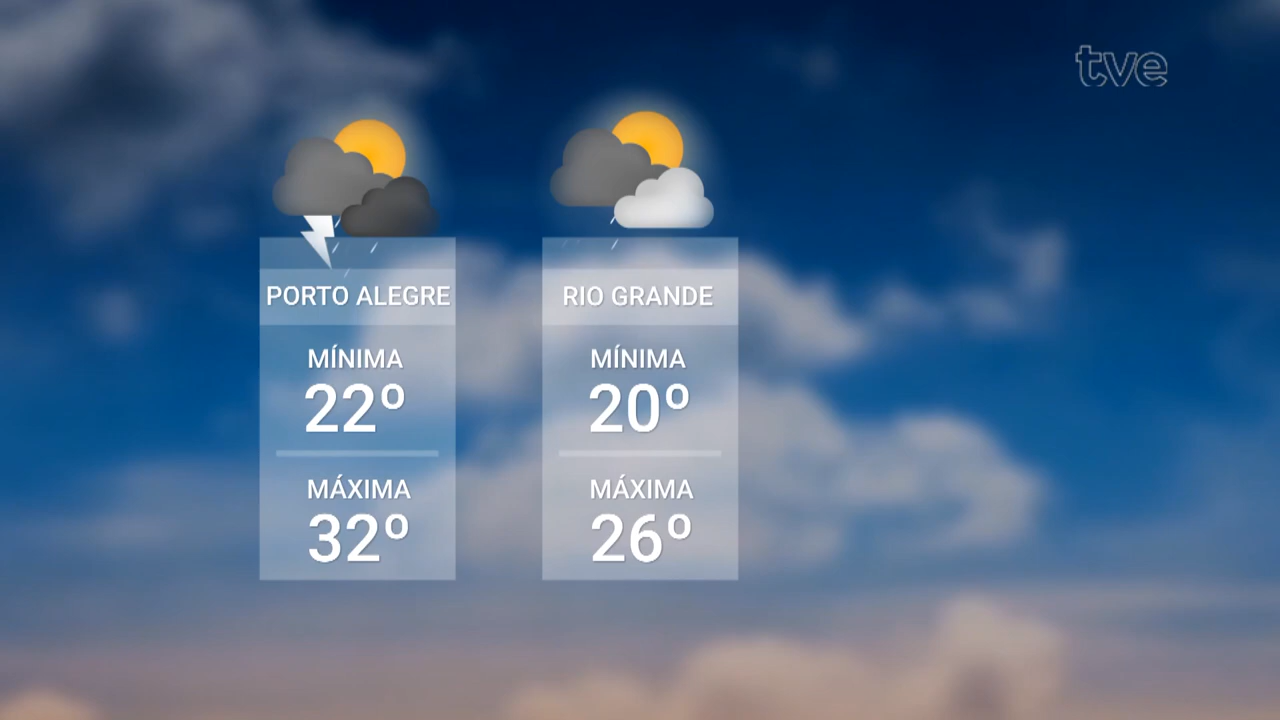 tve
PORTO ALEGRE
MÍNIMA
22º
MÁXIMA
32º
RIO GRANDE
MÍNIMA
20º
MÁXIMA
26º